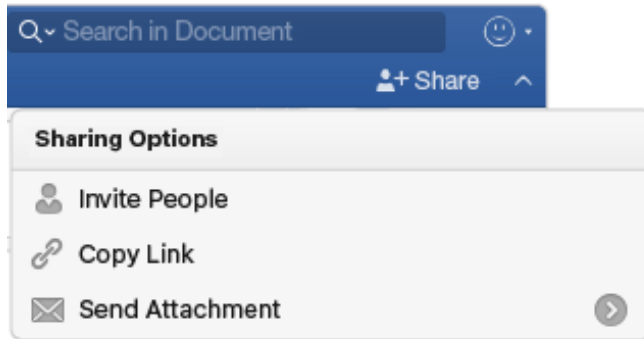 Search in Document
Share
Sharing Options
Invite People
Copy Link
Send Attachment